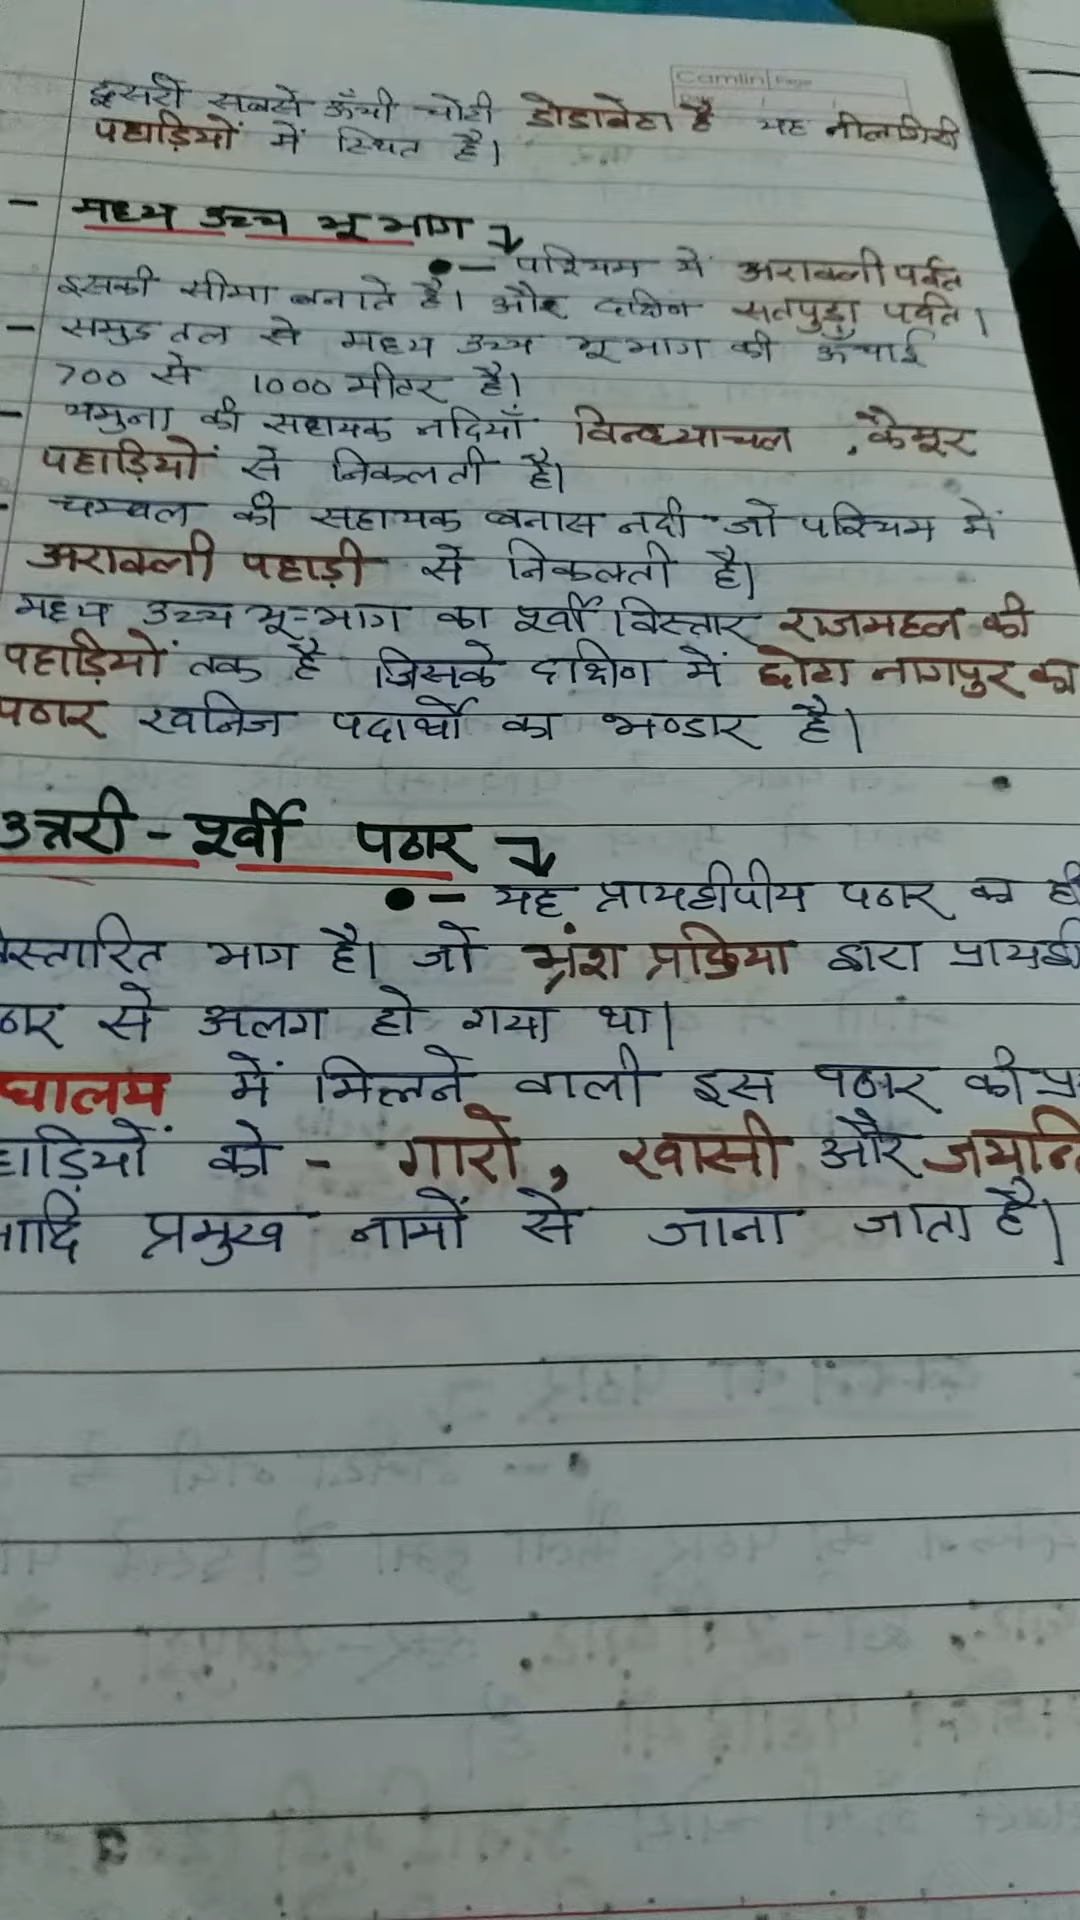 Camlin Page
दूसरी सबसे ऊँची चोटी डोडाबेटा है यह नीलगिरी
पहाड़ियों में स्थित है।
- मध्य उच्च भू भाग
●- पश्चिम में अरावली पर्वत
इसकी सीमा बनाते है। और दक्षिण सतपुड़ा पर्वत।
- समुद्र तल से मध्य उच्च भू भाग की ऊँचाई
700 से 1000 मीटर है।
- यमुना की सहायक नदियाँ विन्ध्याचल , कैमूर
पहाड़ियों से निकलती है।
- चम्बल की सहायक बनास नदी जो पश्चिम में
अरावली पहाड़ी से निकलती है।
मध्य उच्च भू-भाग का पूर्वी विस्तार राजमहल की
पहाड़ियों तक है जिसके दक्षिण में छोटा नागपुर का
पठार खनिज पदार्थों का भण्डार है।
उत्तरी - पूर्वी पठार
●- यह प्रायद्वीपीय पठार का ही
स्तारित भाग है। जो भ्रंश प्रक्रिया द्वारा प्रायद्वी
ठार से अलग हो गया था।
घालय में मिलने वाली इस पठार की प्र
हाड़ियों को - गारो, खासी और जयन्ति
आदि प्रमुख नामों से जाना जाता है।